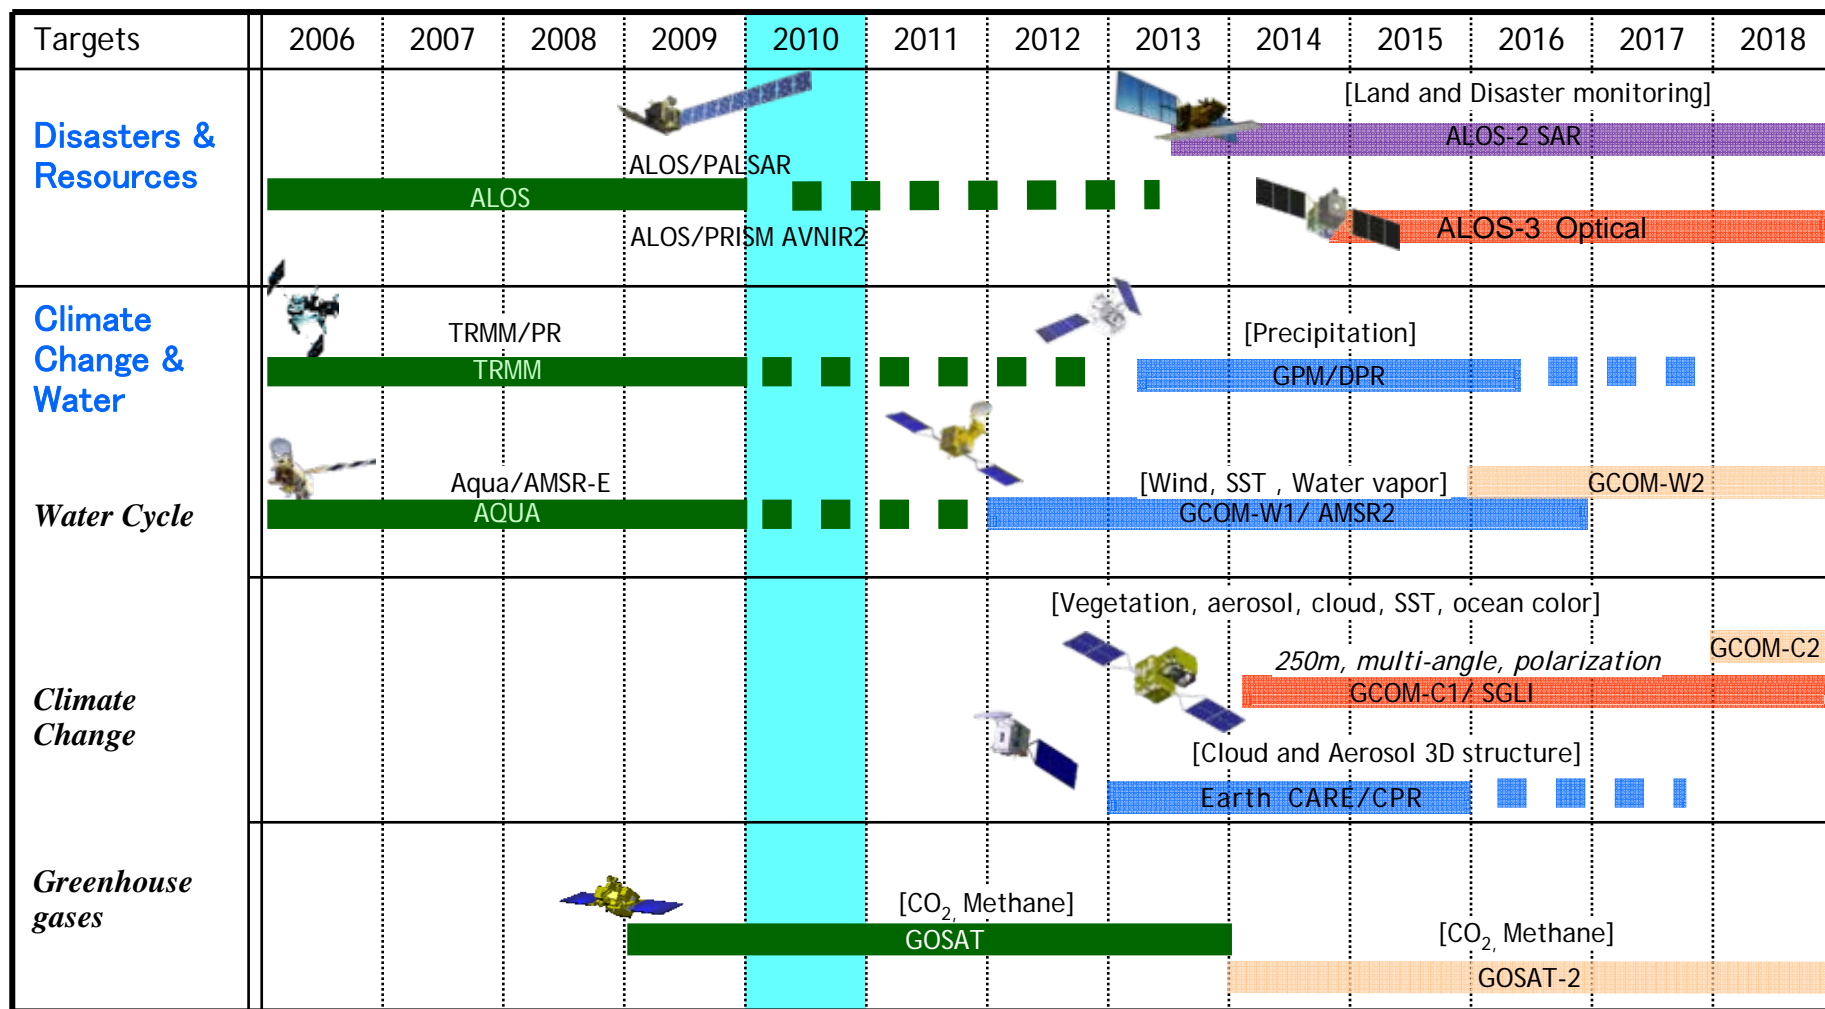 Targets 2006 2007 2008 2009 2010 2011 2012 2013 2014 2015 2016 2017 2018
Disasters &
Resources
[Land and Disaster monitoring]
ALOS-2 SAR
ALOS/PALSAR
ALOS
ALOS/PRISM AVNIR2
ALOS-3 Optical
Climate
Change &
Water
TRMM/PR
TRMM
[Precipitation]
GPM/DPR
Water Cycle
Aqua/AMSR-E
AQUA
[Wind, SST , Water vapor]
GCOM-W1/ AMSR2
GCOM-W2
Climate
Change
[Vegetation, aerosol, cloud, SST, ocean color]
GCOM-C2
250m, multi-angle, polarization
GCOM-C1/ SGLI
[Cloud and Aerosol 3D structure]
Earth CARE/CPR
Greenhouse
gases
[CO2, Methane]
GOSAT
[CO2, Methane]
GOSAT-2